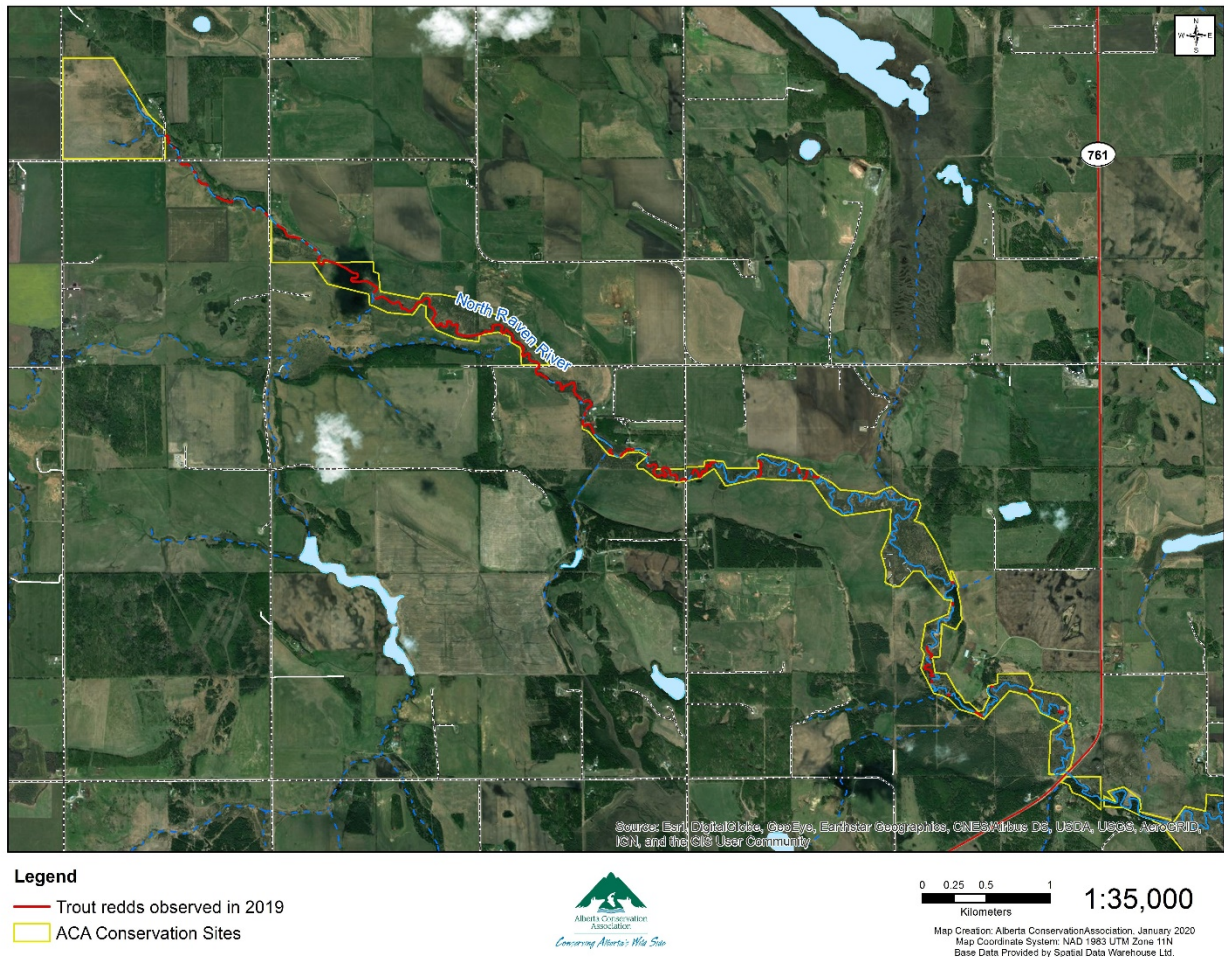 N
W E
S
761
North Raven River
Source: Esri, DigitalGlobe, GeoEye, Earthstar Geographics, CNES/Airbus DS, USDA, USGS, AeroGRID,
IGN, and the GIS User Community
Legend
Trout redds observed in 2019
ACA Conservation Sites
Alberta Conservation
Association
Conserving Alberta's Wild Side
0 0.25 0.5 1
Kilometers
1:35,000
Map Creation: Alberta ConservationAssociation, January 2020
Map Coordinate System: NAD 1983 UTM Zone 11N
Base Data Provided by Spatial Data Warehouse Ltd.